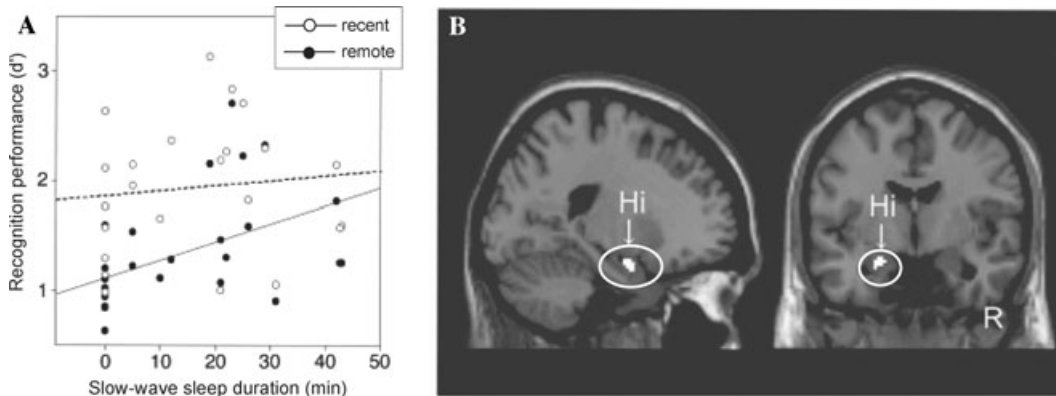 A
recent
remote
Recognition performance (d')
3
2
1
0
10
20
30
40
50
Slow-wave sleep duration (min)
B
Hi
Hi
R